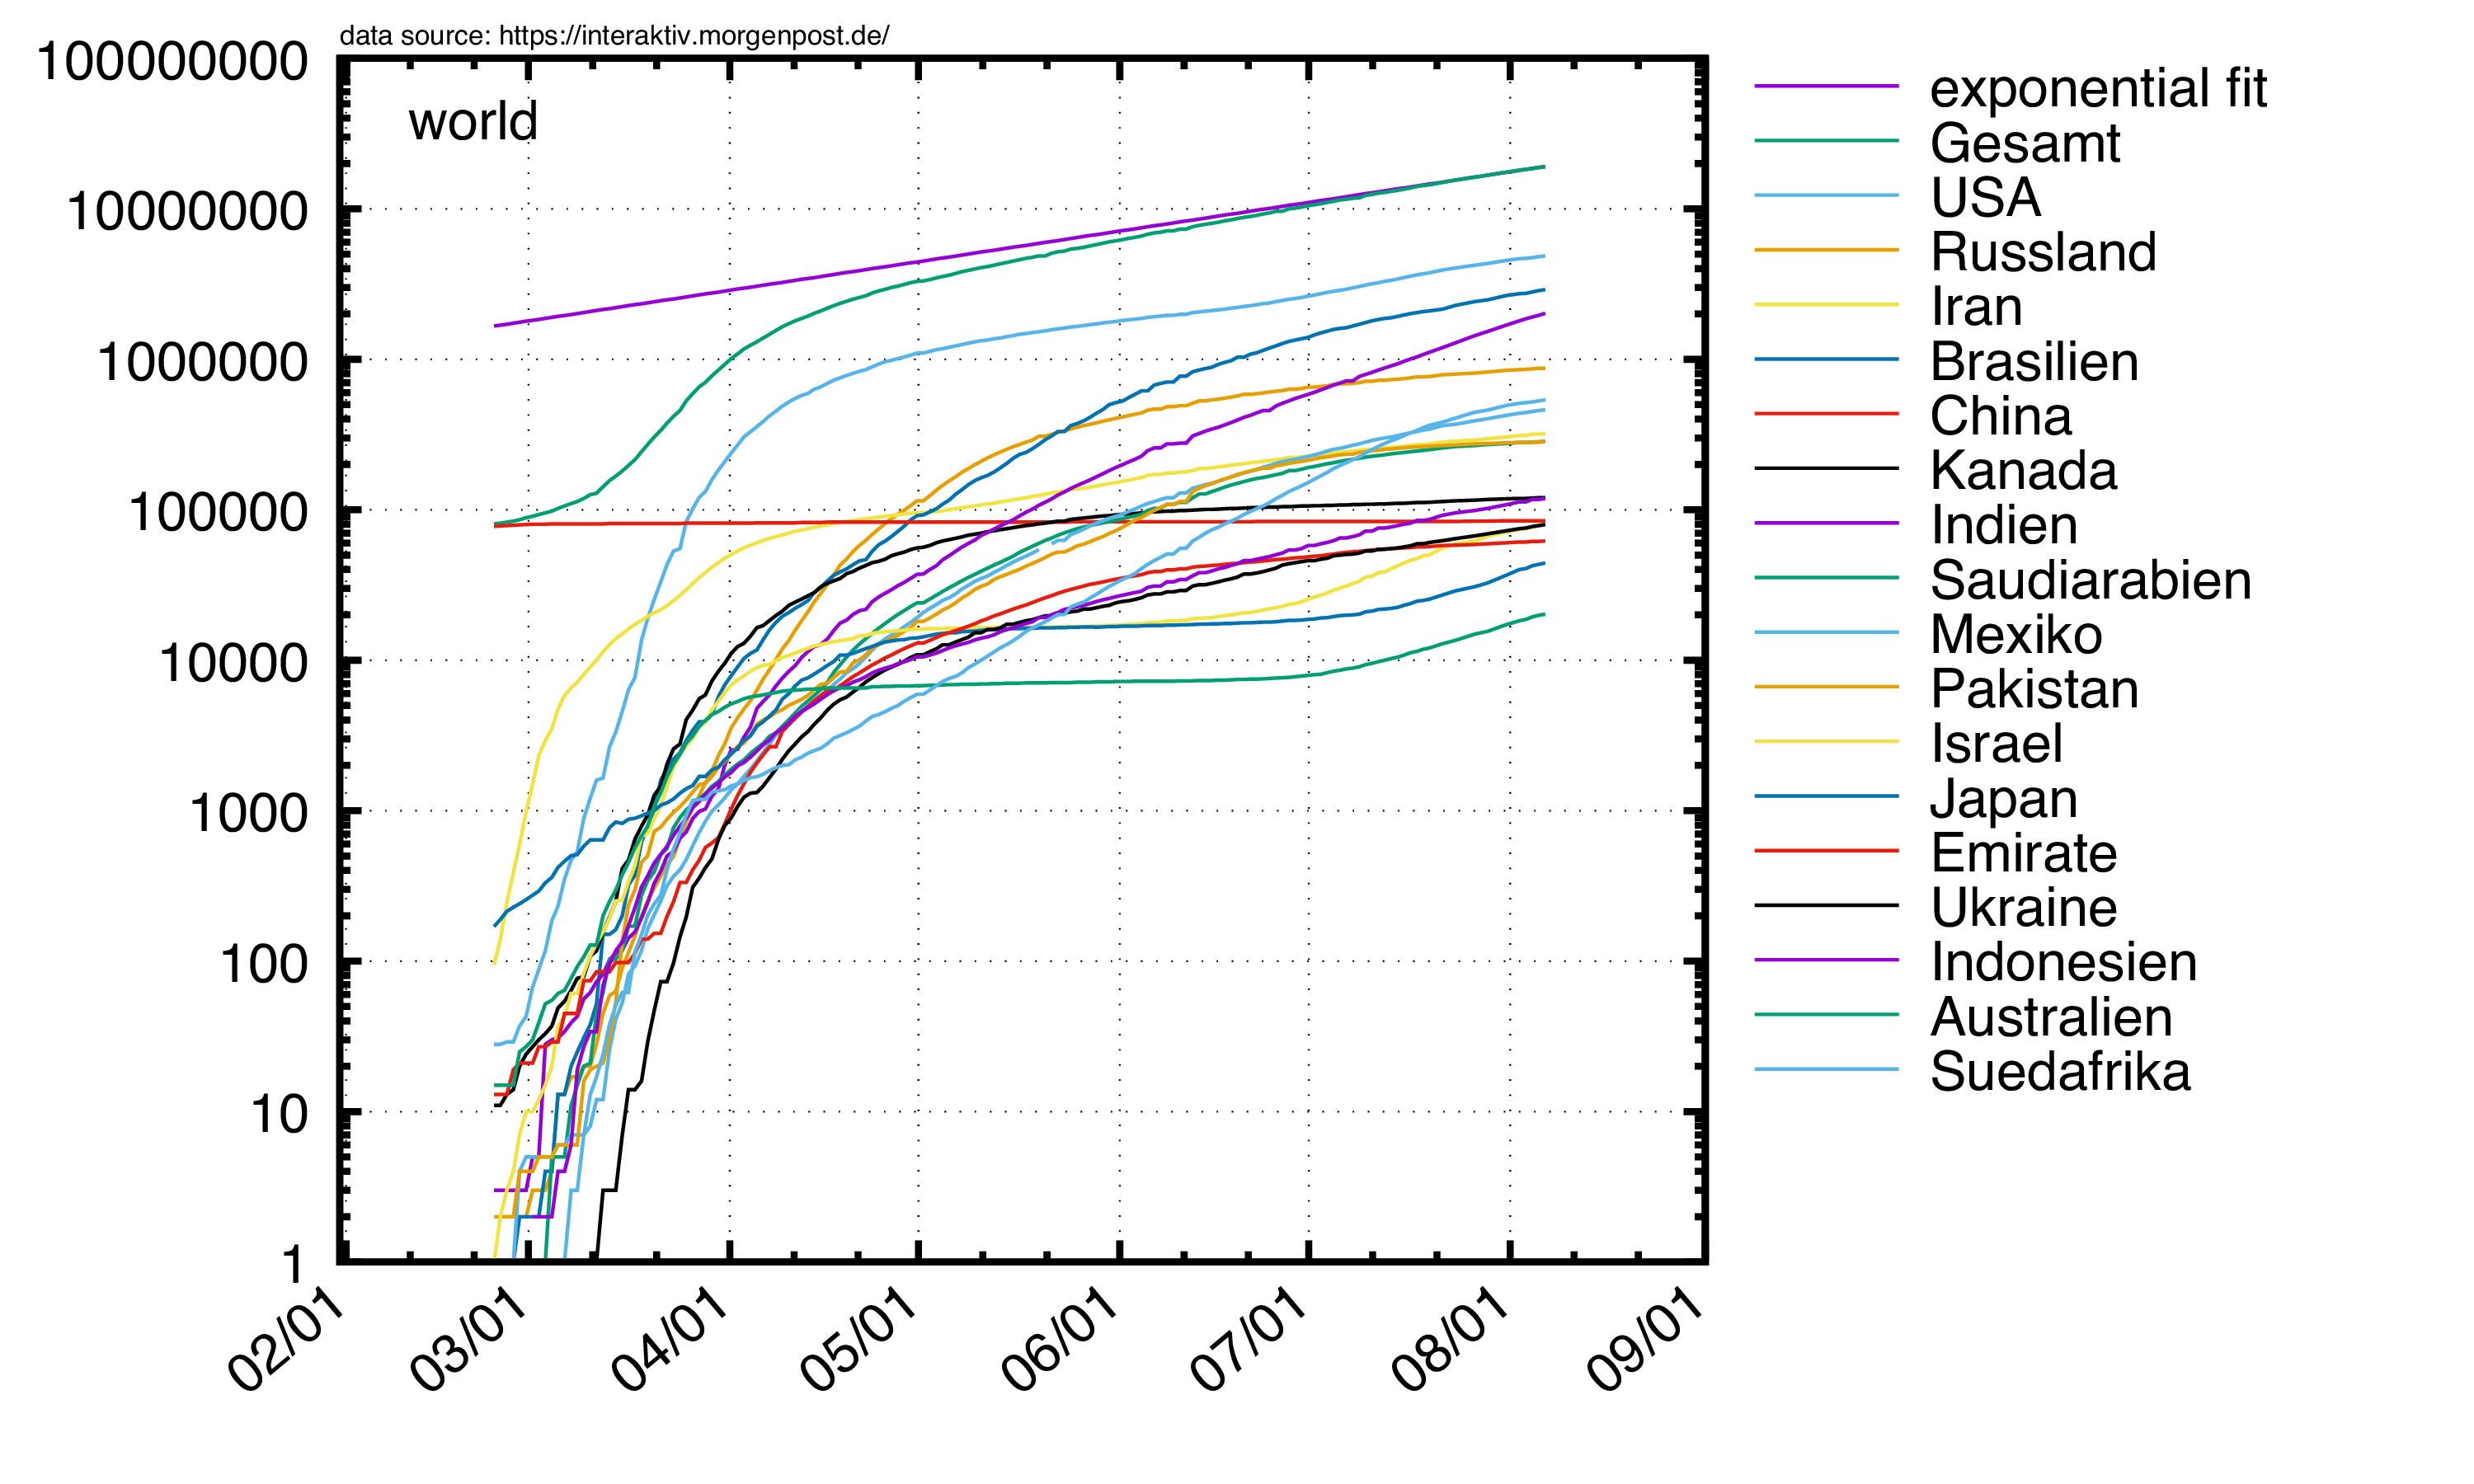 data source: https://interaktiv.morgenpost.de/
100000000
10000000
1000000
100000
10000
1000
100
10
1
world
02/01
03/01
04/01
05/01
06/01
07/01
08/01
09/01
exponential fit
Gesamt
USA
Russland
Iran
Brasilien
China
Kanada
Indien
Saudiarabien
Mexiko
Pakistan
Israel
Japan
Emirate
Ukraine
Indonesien
Australien
Suedafrika